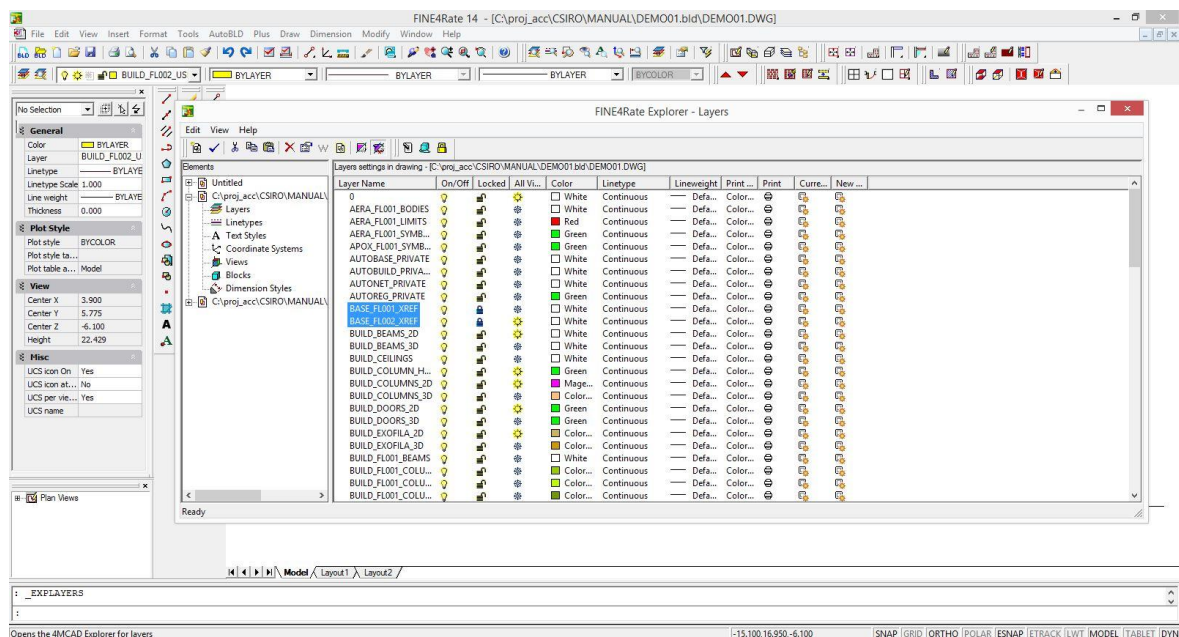 FINE4Rate 14 - [C:\proj_acc\CSIRO\MANUAL\DEMO01.bld\DEMO01.DWG]
File Edit View Insert Format Tools AutoBLD Plus Draw Dimension Modify Window Help
BUILD_FL002_US BYLAYER BYLAYER BYLAYER BYCOLOR
No Selection
General
Color BYLAYER
Layer BUILD_FL002_U
Linetype BYLAYE
Linetype Scale 1.000
Line weight BYLAYE
Thickness 0.000
Plot Style
Plot style BYCOLOR
Plot style ta...
Plot table a... Model
View
Center X 3.900
Center Y 5.775
Center Z -6.100
Height 22.429
Misc
UCS icon On Yes
UCS icon at... No
UCS per vie... Yes
UCS name
Plan Views
FINE4Rate Explorer - Layers
Edit View Help
Elements
Untitled
C:\proj_acc\CSIRO\MANUAL\
Layers
Linetypes
Text Styles
Coordinate Systems
Views
Blocks
Dimension Styles
C:\proj_acc\CSIRO\MANUAL\
Layers settings in drawing - [C:\proj_acc\CSIRO\MANUAL\DEMO01.bld\DEMO01.DWG]
Layer Name On/Off Locked All Vi... Color Linetype Lineweight Print ... Print Curre... New ...
0 White Continuous Defa... Color...
AERA_FL001_BODIES White Continuous Defa... Color...
AERA_FL001_LIMITS Red Continuous Defa... Color...
AERA_FL001_SYMB... Green Continuous Defa... Color...
APOX_FL001_SYMB... Green Continuous Defa... Color...
AUTOBASE_PRIVATE White Continuous Defa... Color...
AUTOBUILD_PRIVA... White Continuous Defa... Color...
AUTONET_PRIVATE White Continuous Defa... Color...
AUTOREG_PRIVATE Green Continuous Defa... Color...
BASE_FL001_XREF White Continuous Defa... Color...
BASE_FL002_XREF White Continuous Defa... Color...
BUILD_BEAMS_2D White Continuous Defa... Color...
BUILD_BEAMS_3D White Continuous Defa... Color...
BUILD_CEILINGS White Continuous Defa... Color...
BUILD_COLUMN_H... Green Continuous Defa... Color...
BUILD_COLUMNS_2D Mage... Continuous Defa... Color...
BUILD_COLUMNS_3D Color... Continuous Defa... Color...
BUILD_DOORS_2D Green Continuous Defa... Color...
BUILD_DOORS_3D Green Continuous Defa... Color...
BUILD_EXOFILA_2D Color... Continuous Defa... Color...
BUILD_EXOFILA_3D Color... Continuous Defa... Color...
BUILD_FL001_BEAMS White Continuous Defa... Color...
BUILD_FL001_COLU... Color... Continuous Defa... Color...
BUILD_FL001_COLU... Color... Continuous Defa... Color...
BUILD_FL001_COLU... Color... Continuous Defa... Color...
Ready
Model Layout1 Layout2
: _EXPLAYERS
:
Opens the 4MCAD Explorer for layers -15.100,16.950,-6.100 SNAP GRID ORTHO POLAR ESNAP ETRACK LWT MODEL TABLET DYN